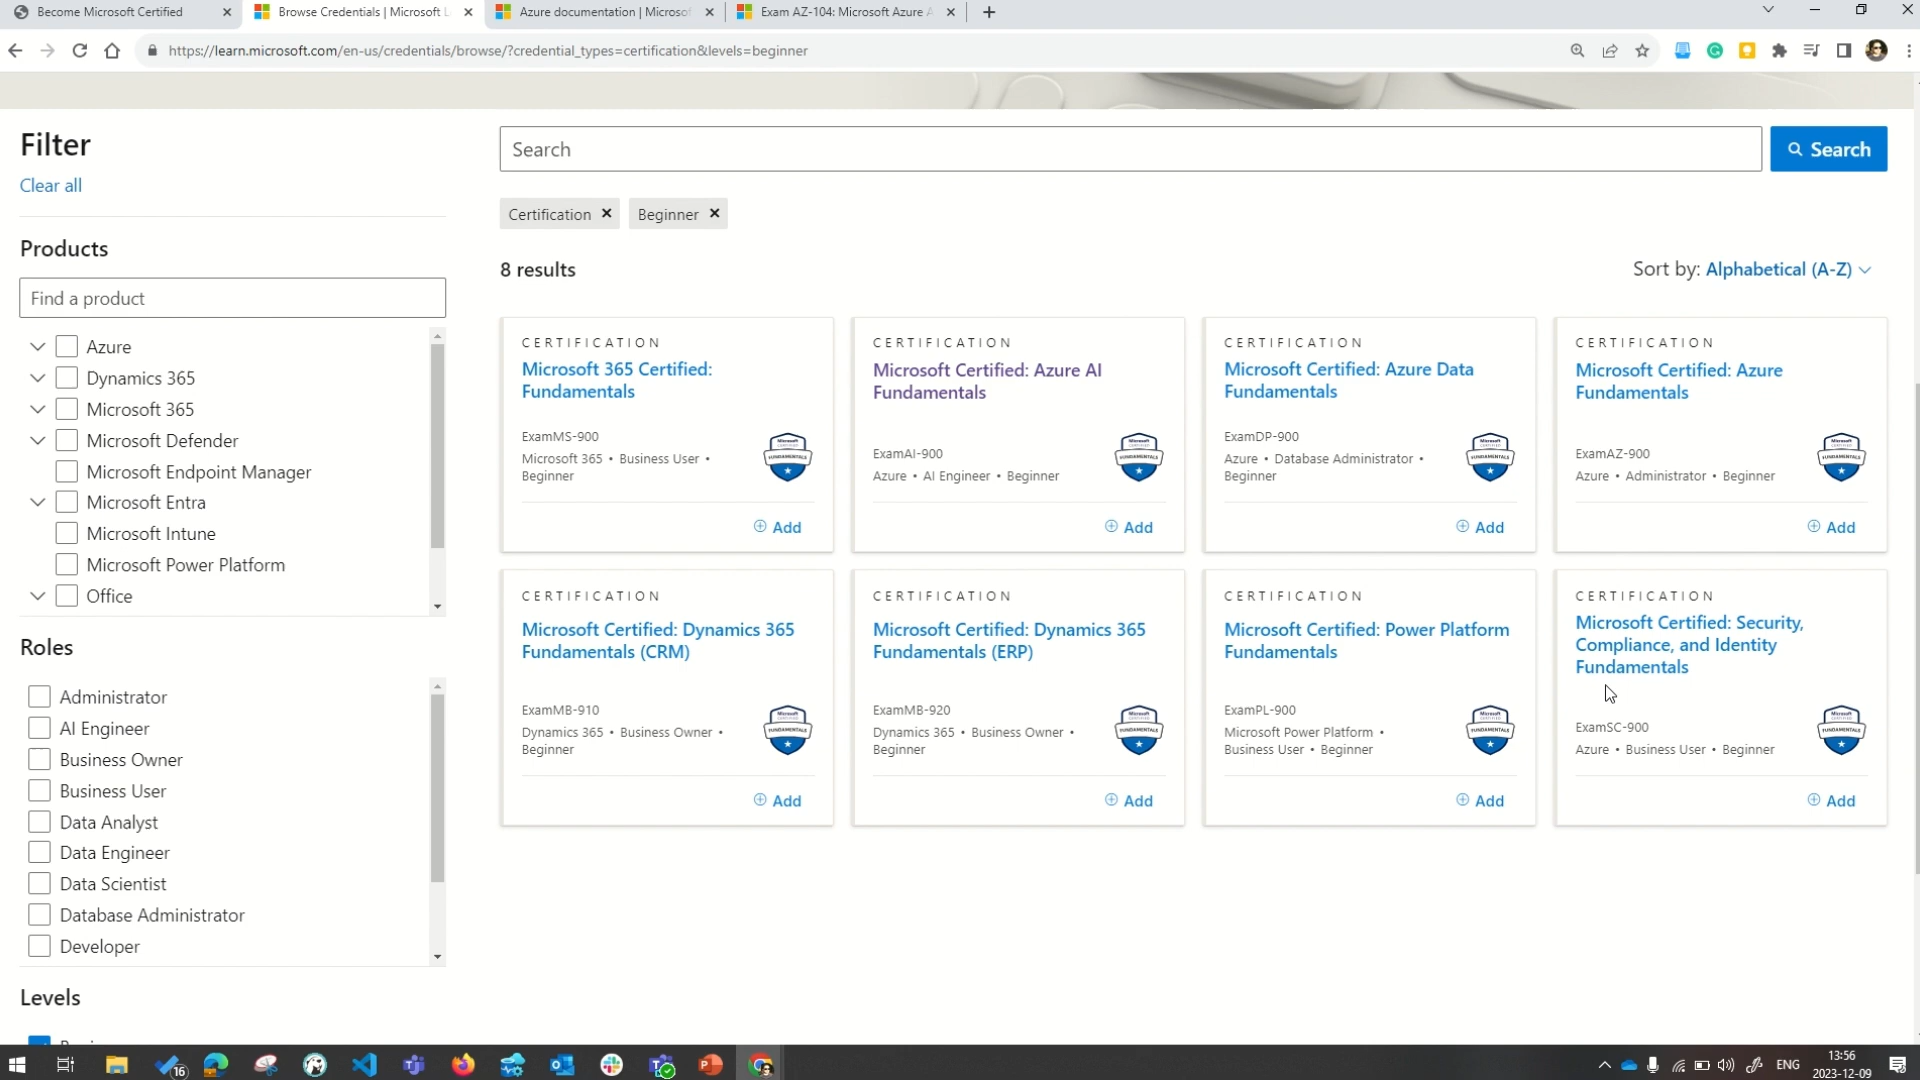 Become Microsoft Certified
Browse Credentials | Microsoft L
Azure documentation | Microsof
Exam AZ-104: Microsoft Azure A
https://learn.microsoft.com/en-us/credentials/browse/?credential_types=certification&levels=beginner
Filter
Clear all
Products
Find a product
Azure
Dynamics 365
Microsoft 365
Microsoft Defender
Microsoft Endpoint Manager
Microsoft Entra
Microsoft Intune
Microsoft Power Platform
Office
Roles
Administrator
AI Engineer
Business Owner
Business User
Data Analyst
Data Engineer
Data Scientist
Database Administrator
Developer
Levels
Search
Search
Certification
Beginner
8 results
Sort by: Alphabetical (A-Z)
CERTIFICATION
Microsoft 365 Certified:
Fundamentals
ExamMS-900
Microsoft 365 • Business User •
Beginner
Add
CERTIFICATION
Microsoft Certified: Azure AI
Fundamentals
ExamAI-900
Azure • AI Engineer • Beginner
Add
CERTIFICATION
Microsoft Certified: Azure Data
Fundamentals
ExamDP-900
Azure • Database Administrator •
Beginner
Add
CERTIFICATION
Microsoft Certified: Azure
Fundamentals
ExamAZ-900
Azure • Administrator • Beginner
Add
CERTIFICATION
Microsoft Certified: Dynamics 365
Fundamentals (CRM)
ExamMB-910
Dynamics 365 • Business Owner •
Beginner
Add
CERTIFICATION
Microsoft Certified: Dynamics 365
Fundamentals (ERP)
ExamMB-920
Dynamics 365 • Business Owner •
Beginner
Add
CERTIFICATION
Microsoft Certified: Power Platform
Fundamentals
ExamPL-900
Microsoft Power Platform •
Business User • Beginner
Add
CERTIFICATION
Microsoft Certified: Security,
Compliance, and Identity
Fundamentals
ExamSC-900
Azure • Business User • Beginner
Add
16
ENG
13:56
2023-12-09